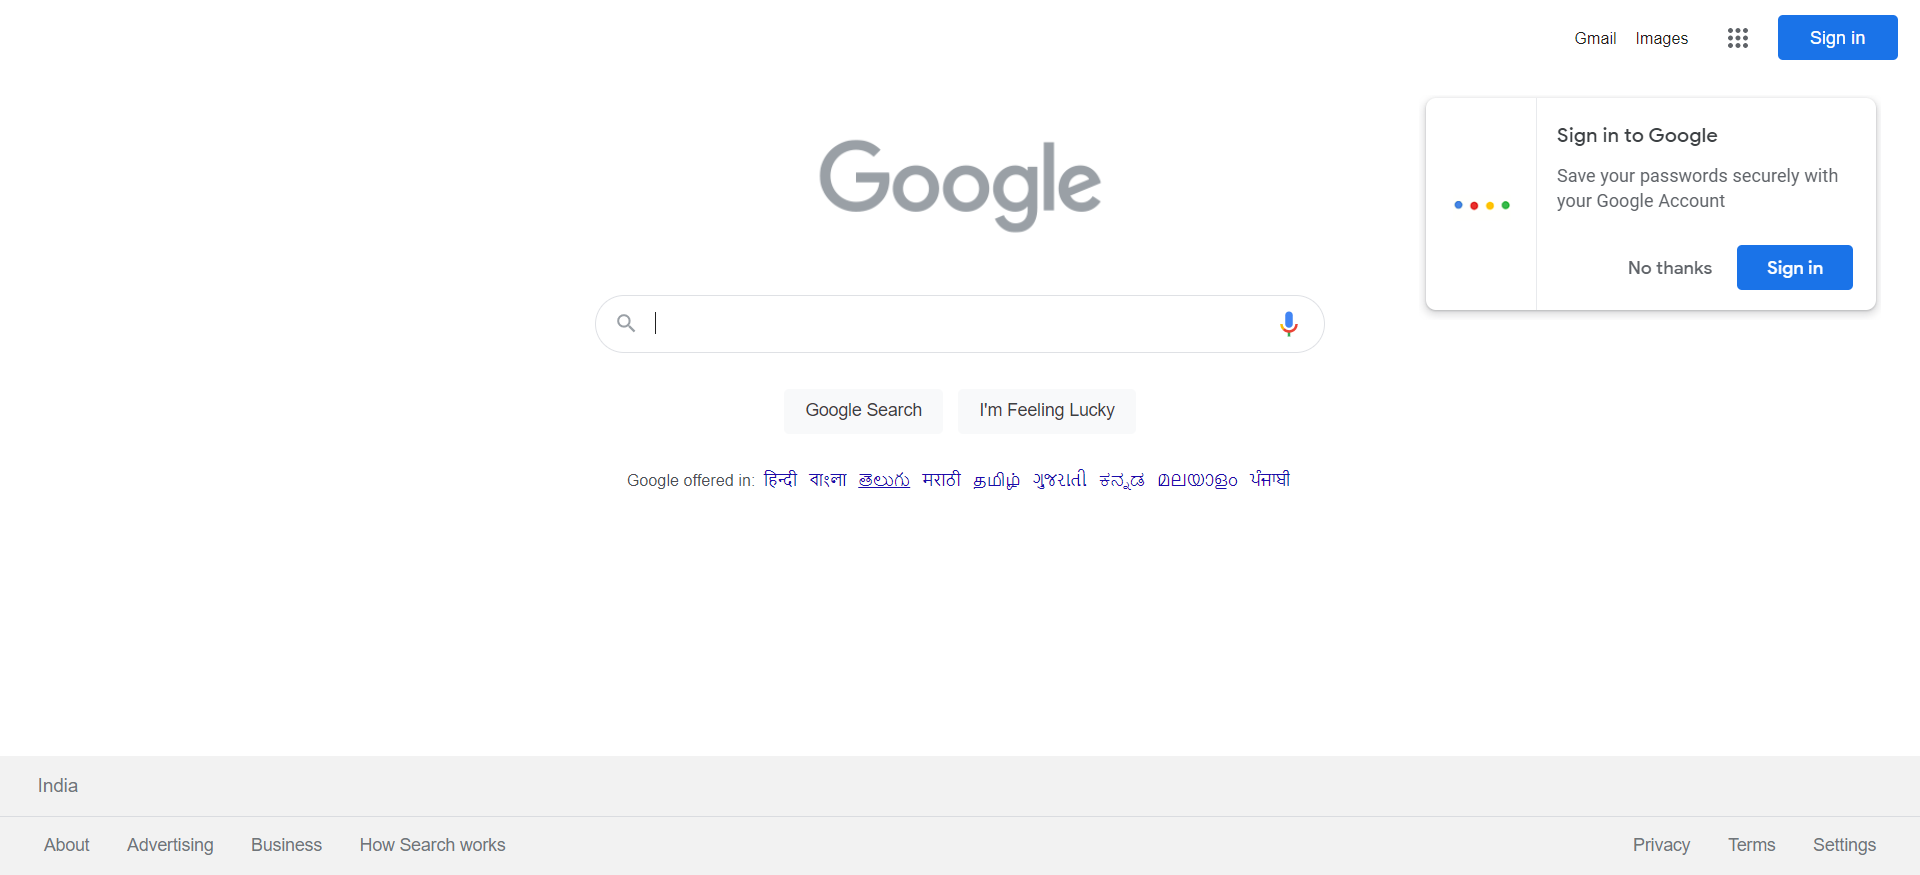 Gmail Images Sign in
Google
Sign in to Google
Save your passwords securely with
your Google Account
No thanks Sign in
Google Search I'm Feeling Lucky
Google offered in: हिन्दी বাংলা తెలుగు मराठी தமிழ் ગુજરાતી ಕನ್ನಡ മലയാളം ਪੰਜਾਬੀ
India
About Advertising Business How Search works Privacy Terms Settings